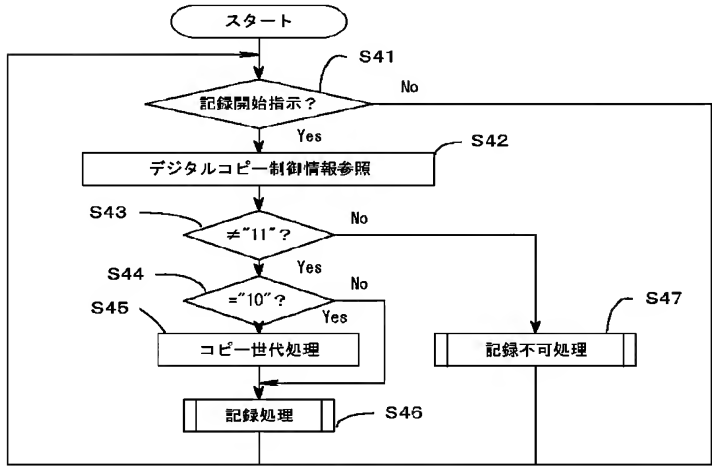 スタート
S41
記録開始指示？
No
Yes
S42
デジタルコピー制御情報参照
S43
≠"11"？
No
Yes
S44
="10"？
No
Yes
S45
コピー世代処理
S47
記録不可処理
記録処理
S46